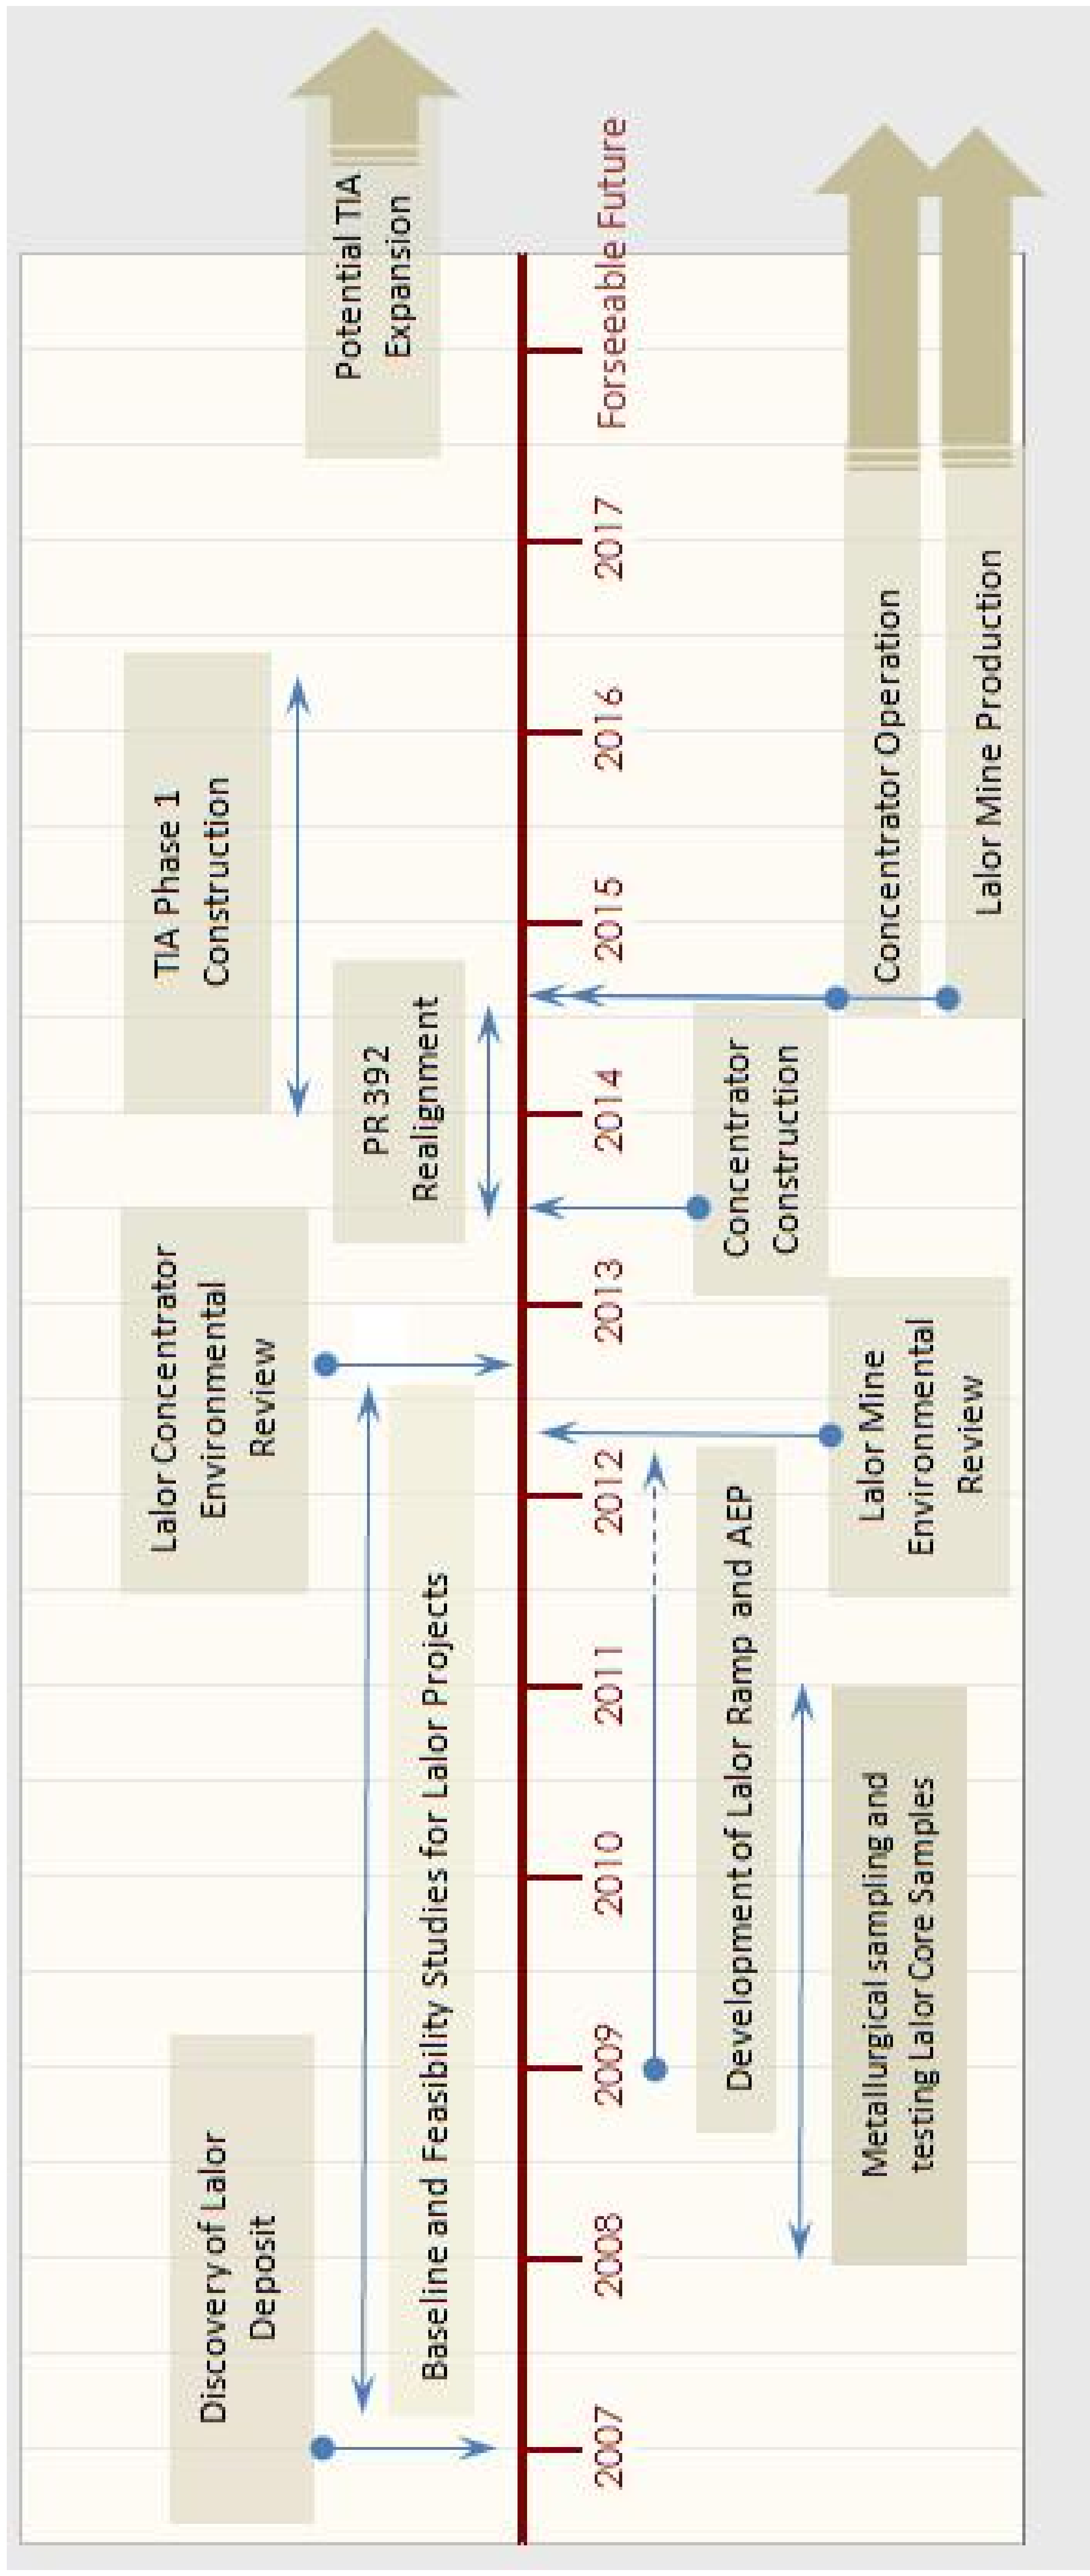 Discovery of Lalor
Deposit
Baseline and Feasibility Studies for Lalor Projects
Lalor Concentrator
Environmental
Review
PR 392
Realignment
TIA Phase 1
Construction
Potential TIA
Expansion
2007
2008
2009
2010
2011
2012
2013
2014
2015
2016
2017
Forseeable Future
Development of Lalor Ramp and AEP
Metallurgical sampling and
testing Lalor Core Samples
Lalor Mine
Environmental
Review
Concentrator
Construction
Concentrator Operation
Lalor Mine Production